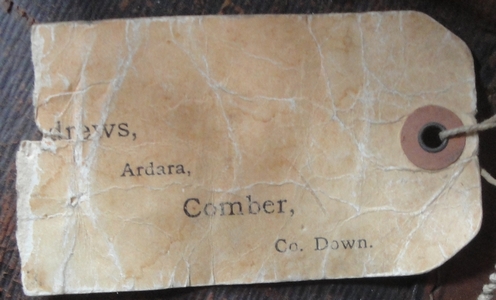 drews,
Ardara,
Comber,
Co. Down.